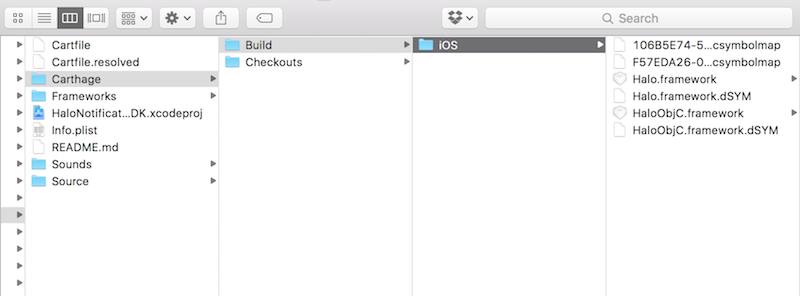 Search
Cartfile
Cartfile.resolved
Carthage
Frameworks
HaloNotificat...DK.xcodeproj
Info.plist
README.md
Sounds
Source
Build
Checkouts
iOS
106B5E74-5...csymbolmap
F57EDA26-0...csymbolmap
Halo.framework
Halo.framework.dSYM
HaloObjC.framework
HaloObjC.framework.dSYM